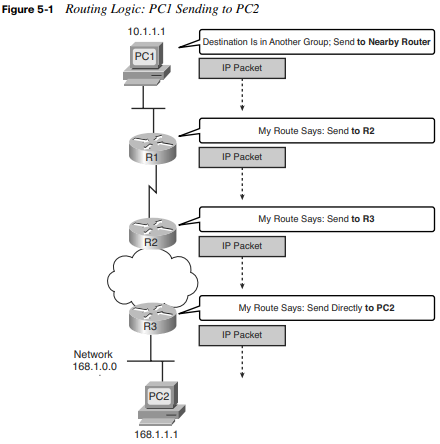 Figure 5-1 Routing Logic: PC1 Sending to PC2
10.1.1.1
Destination Is in Another Group; Send to Nearby Router
PC1
IP Packet
My Route Says: Send to R2
R1
IP Packet
My Route Says: Send to R3
R2
IP Packet
My Route Says: Send Directly to PC2
R3
IP Packet
Network
168.1.0.0
PC2
168.1.1.1